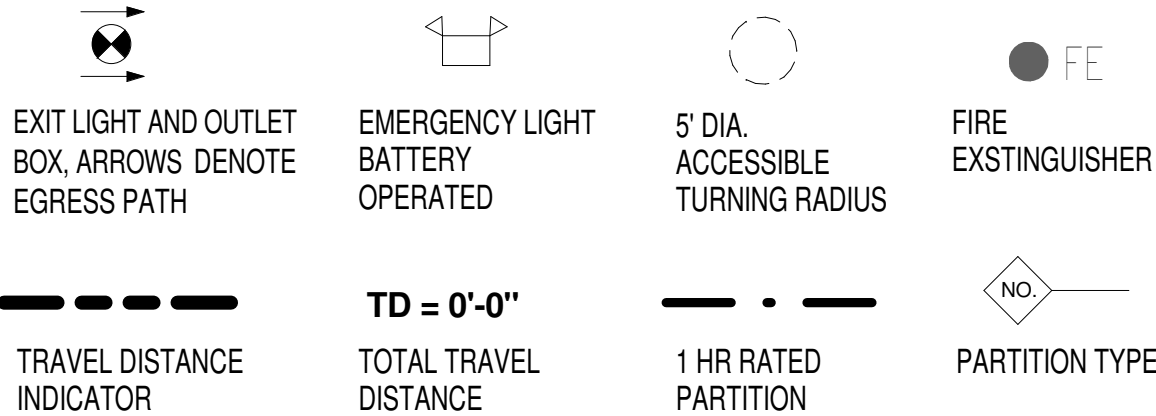 FE
EXIT LIGHT AND OUTLET
BOX, ARROWS DENOTE
EGRESS PATH
EMERGENCY LIGHT
BATTERY
OPERATED
5' DIA.
ACCESSIBLE
TURNING RADIUS
FIRE
EXSTINGUISHER
TD = 0'-0"
NO.
TRAVEL DISTANCE
INDICATOR
TOTAL TRAVEL
DISTANCE
1 HR RATED
PARTITION
PARTITION TYPE